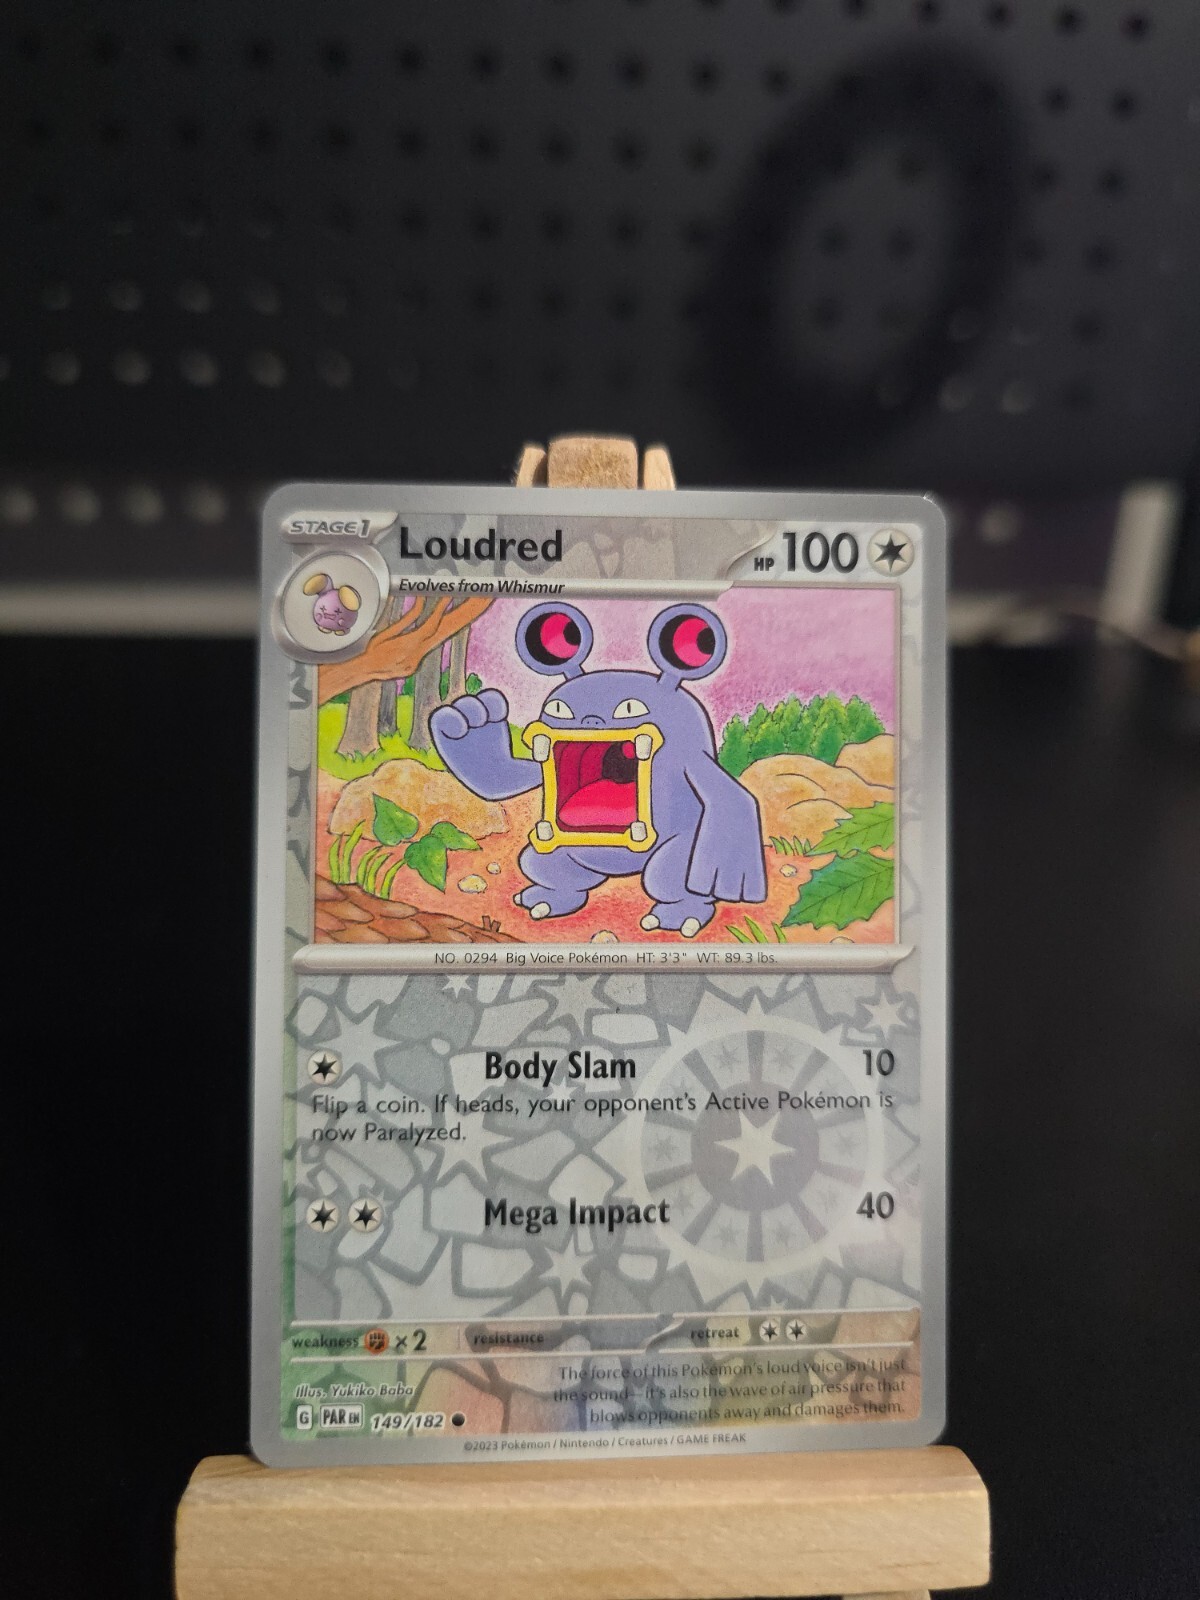 STAGE 1
Loudred
HP 100
Evolves from Whismur
NO. 0294 Big Voice Pokémon HT: 3'3" WT: 89.3 lbs.
Body Slam 10
Flip a coin. If heads, your opponent's Active Pokémon is
now Paralyzed.
Mega Impact 40
weakness ×2 resistance retreat
The force of this Pokémon's loud voice isn't just
the sound—it's also the wave of air pressure that
blows opponents away and damages them.
Illus. Yukiko Baba
G PAR EN 149/182
©2023 Pokémon / Nintendo / Creatures / GAME FREAK